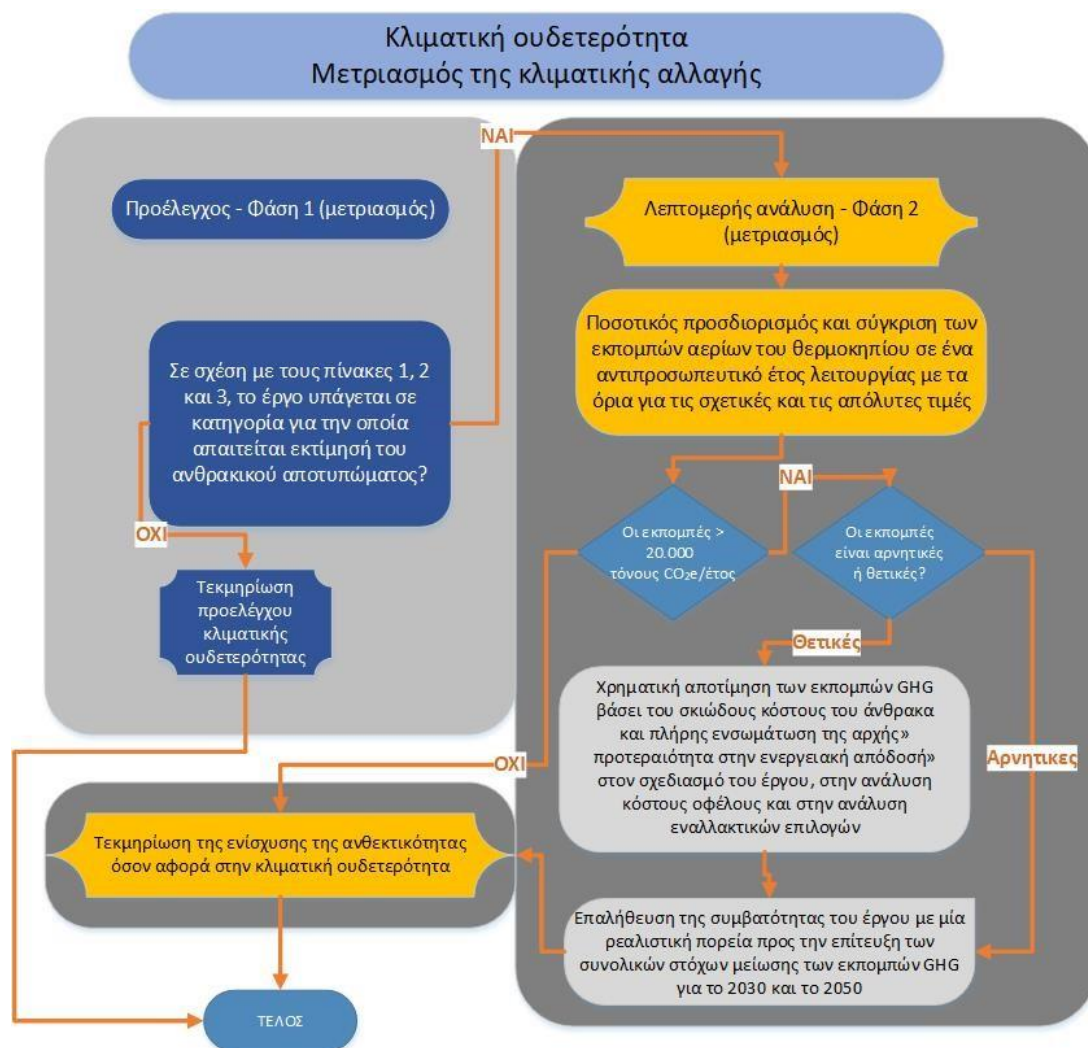 Κλιματική ουδετερότητα
Μετριασμός της κλιματικής αλλαγής
ΝΑΙ
Προέλεγχος - Φάση 1 (μετριασμός)
Σε σχέση με τους πίνακες 1, 2
και 3, το έργο υπάγεται σε
κατηγορία για την οποία
απαιτείται εκτίμησή του
ανθρακικού αποτυπώματος?
ΟΧΙ
Τεκμηρίωση
προελέγχου
κλιματικής
ουδετερότητας
Λεπτομερής ανάλυση - Φάση 2
(μετριασμός)
Ποσοτικός προσδιορισμός και σύγκριση των
εκπομπών αερίων του θερμοκηπίου σε ένα
αντιπροσωπευτικό έτος λειτουργίας με τα
όρια για τις σχετικές και τις απόλυτες τιμές
Οι εκπομπές >
20.000
τόνους CO₂e/έτος
ΝΑΙ
Οι εκπομπές
είναι αρνητικές
ή θετικές?
Θετικές
Χρηματική αποτίμηση των εκπομπών GHG
βάσει του σκιώδους κόστους του άνθρακα
και πλήρης ενσωμάτωση της αρχής»
προτεραιότητα στην ενεργειακή απόδοσή»
στον σχεδιασμό του έργου, στην ανάλυση
κόστους οφέλους και στην ανάλυση
εναλλακτικών επιλογών
Αρνητικες
ΟΧΙ
Τεκμηρίωση της ενίσχυσης της ανθεκτικότητας
όσον αφορά στην κλιματική ουδετερότητα
Επαλήθευση της συμβατότητας του έργου με μία
ρεαλιστική πορεία προς την επίτευξη των
συνολικών στόχων μείωσης των εκπομπών GHG
για το 2030 και το 2050
ΤΕΛΟΣ